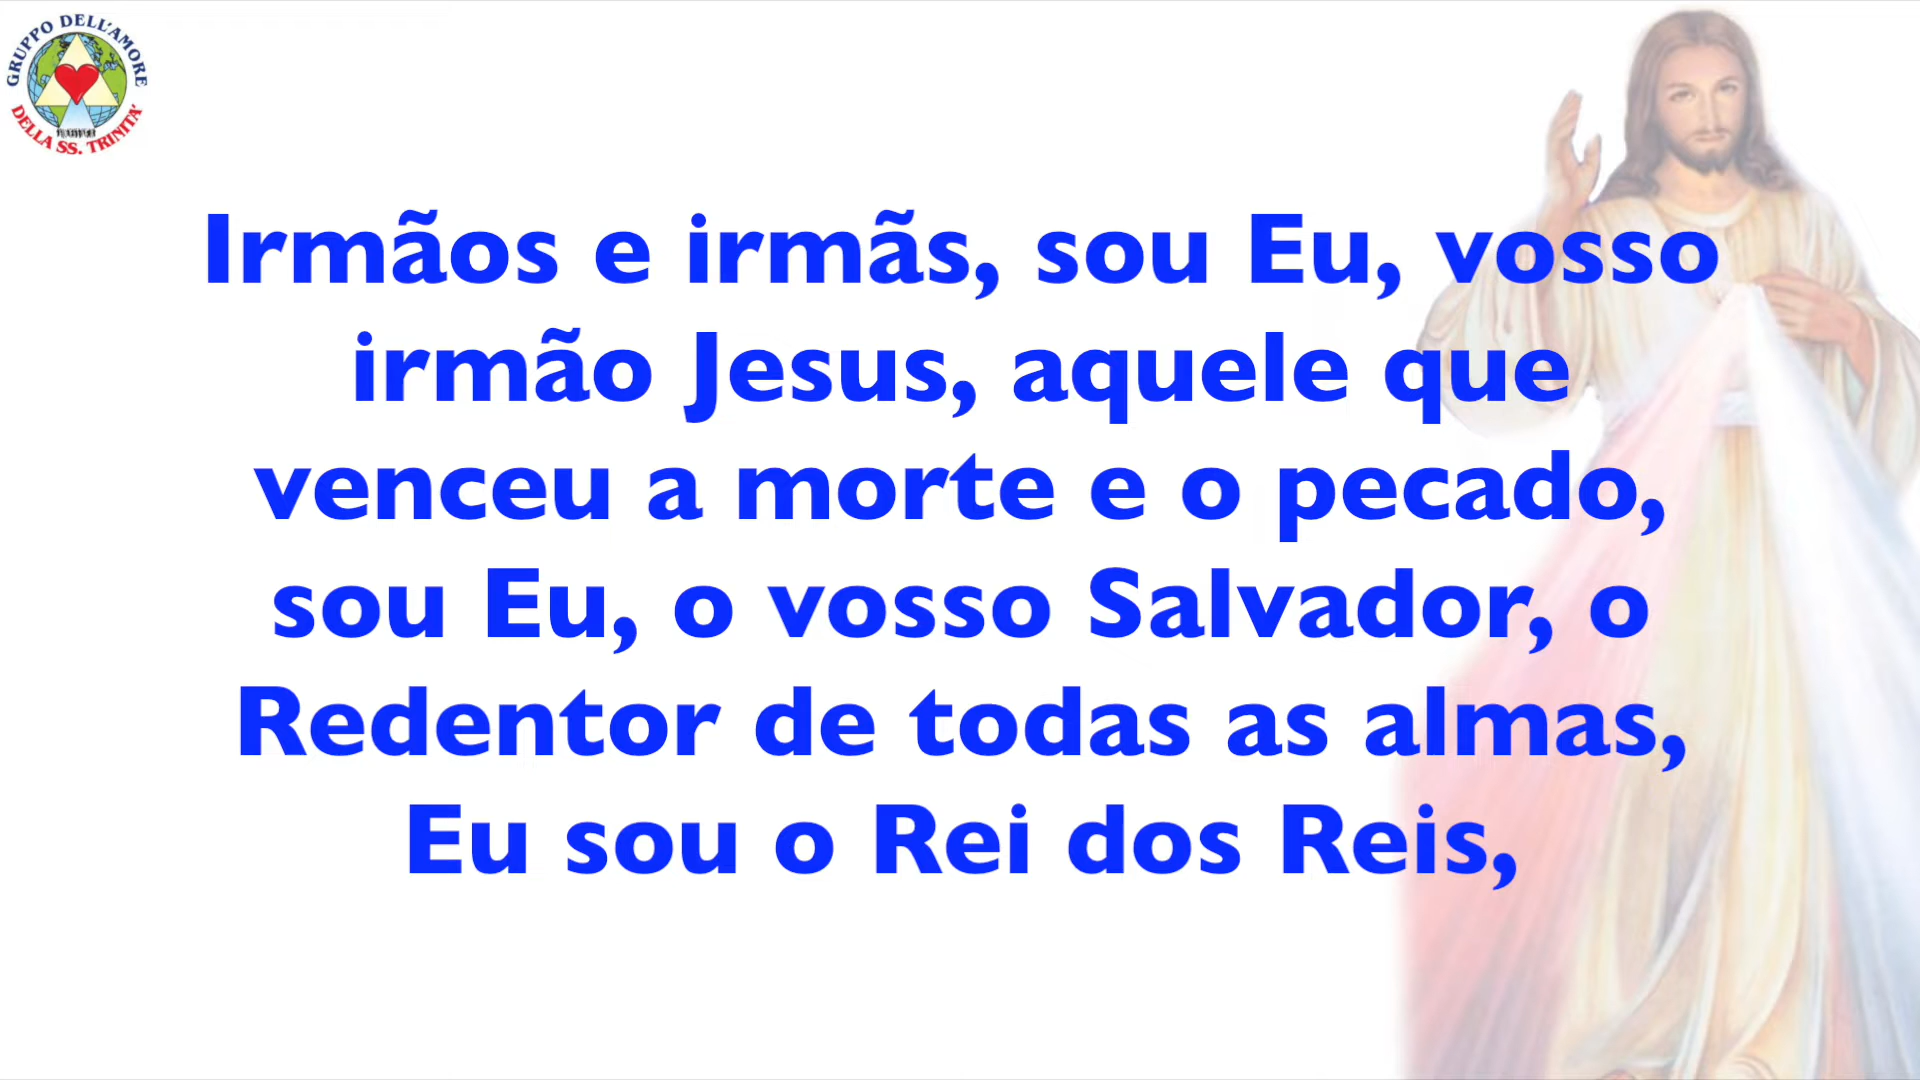 GRUPPO DELL'AMORE
DELLA SS. TRINITA'
Irmãos e irmãs, sou Eu, vosso
irmão Jesus, aquele que
venceu a morte e o pecado,
sou Eu, o vosso Salvador, o
Redentor de todas as almas,
Eu sou o Rei dos Reis,